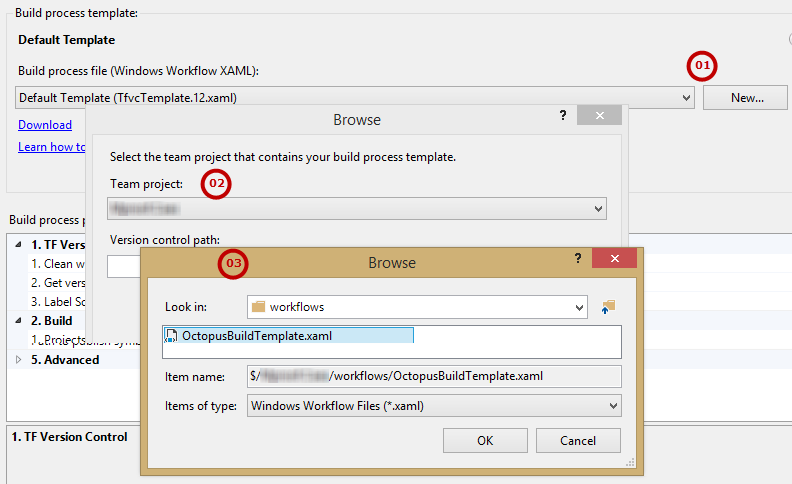 Build process template:
Default Template
Build process file (Windows Workflow XAML):
01
Default Template (TfvcTemplate.12.xaml)
New...
Download
Learn how to
Browse
?
Select the team project that contains your build process template.
Team project:
02
Version control path:
Build process p
1. TF Vers
1. Clean w
2. Get vers
3. Label So
2. Build
1. Projects
5. Advanced
1. TF Version Control
03
Browse
?
Look in:
workflows
OctopusBuildTemplate.xaml
Item name:
$/ /workflows/OctopusBuildTemplate.xaml
Items of type:
Windows Workflow Files (*.xaml)
OK
Cancel